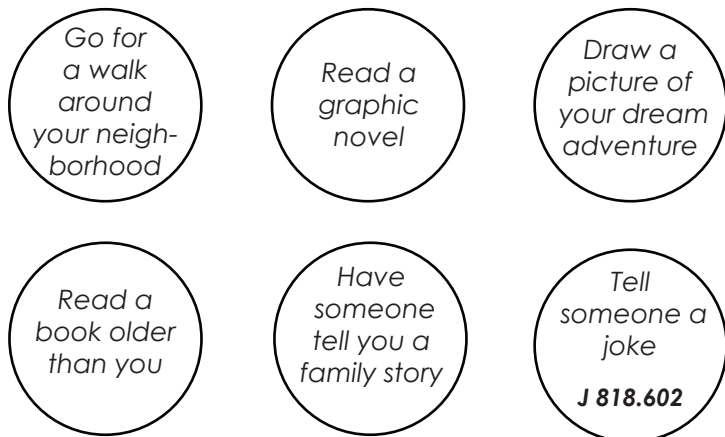 Go for
a walk
around
your neigh-
borhood
Read a
graphic
novel
Draw a
picture of
your dream
adventure
Read a
book older
than you
Have
someone
tell you a
family story
Tell
someone a
joke
J 818.602